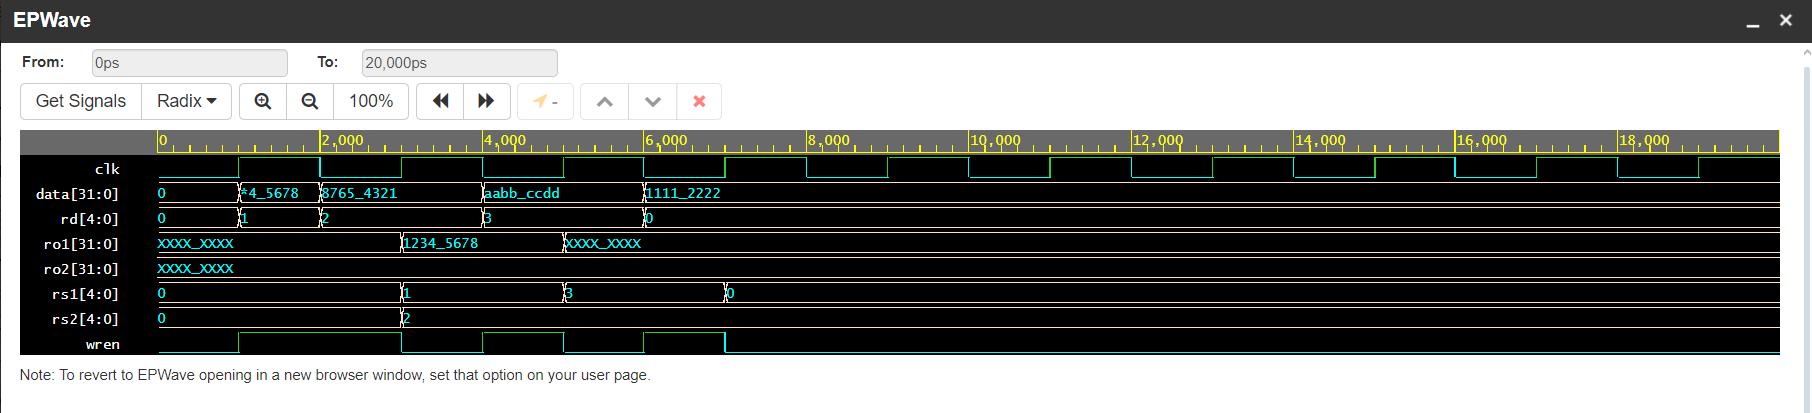 EPWave
From: 0ps To: 20,000ps
Get Signals Radix 100% -
0 2,000 4,000 6,000 8,000 10,000 12,000 14,000 16,000 18,000
clk
data[31:0] 0 *4_5678 8765_4321 aabb_ccdd 1111_2222
rd[4:0] 0 1 2 3 0
ro1[31:0] XXXX_XXXX 1234_5678 XXXX_XXXX
ro2[31:0] XXXX_XXXX
rs1[4:0] 0 1 3 0
rs2[4:0] 0 2
wren
Note: To revert to EPWave opening in a new browser window, set that option on your user page.